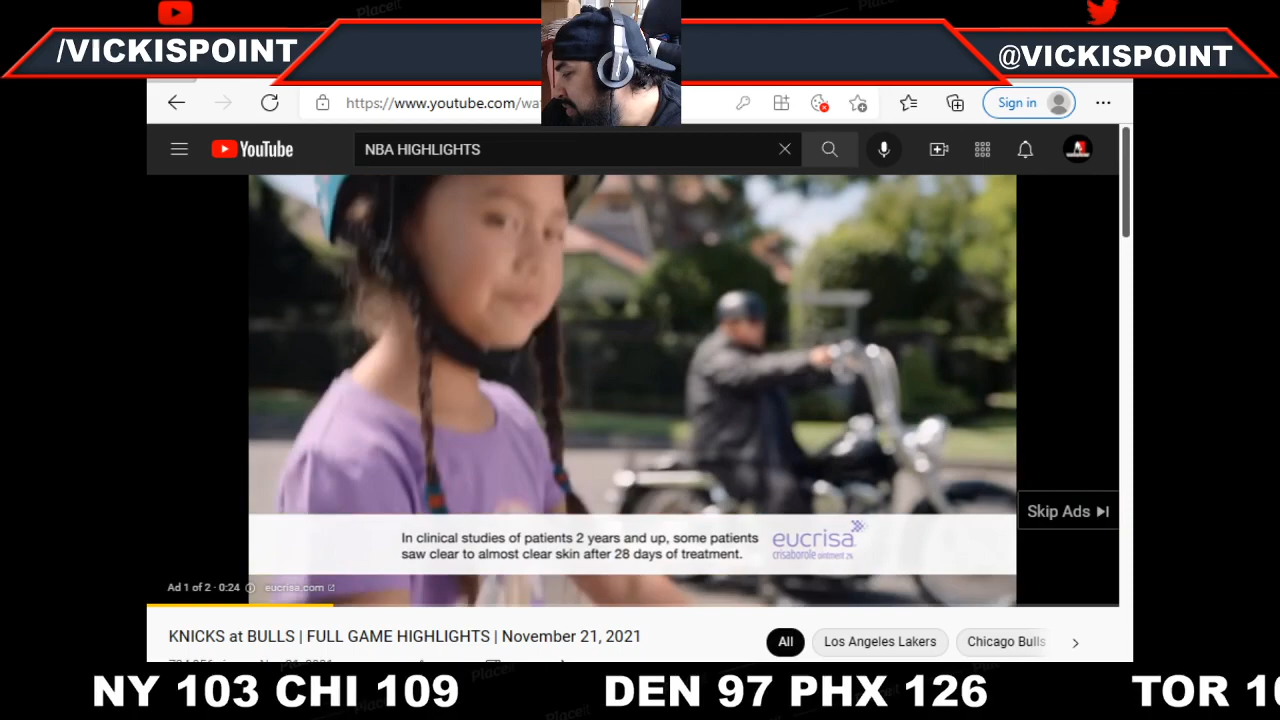 Placeit
/VICKISPOINT
@VICKISPOINT
https://www.youtube.com/wa
Sign in
YouTube
NBA HIGHLIGHTS
Skip Ads
In clinical studies of patients 2 years and up, some patients
saw clear to almost clear skin after 28 days of treatment.
eucrisa
crisaborole ointment 2%
Ad 1 of 2 · 0:24
eucrisa.com
KNICKS at BULLS | FULL GAME HIGHLIGHTS | November 21, 2021
All
Los Angeles Lakers
Chicago Bulls
NY 103 CHI 109
DEN 97 PHX 126
TOR 10